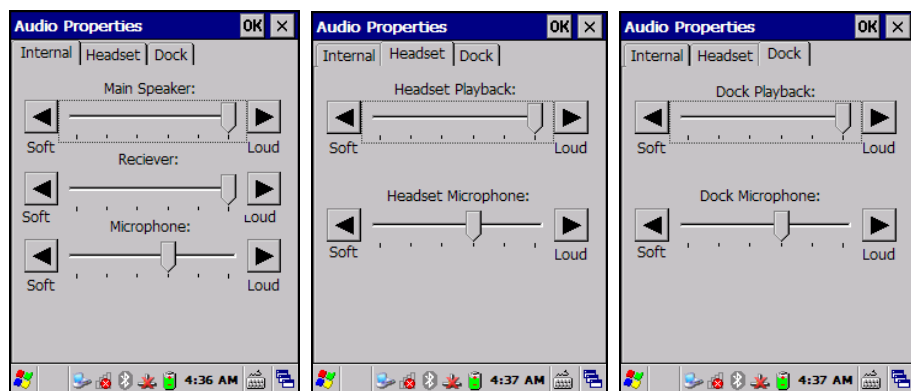 Audio Properties OK
Internal Headset Dock
Main Speaker:
Soft Loud
Reciever:
Soft Loud
Microphone:
Soft Loud
4:36 AM
Audio Properties OK
Internal Headset Dock
Headset Playback:
Soft Loud
Headset Microphone:
Soft Loud
4:37 AM
Audio Properties OK
Internal Headset Dock
Dock Playback:
Soft Loud
Dock Microphone:
Soft Loud
4:37 AM